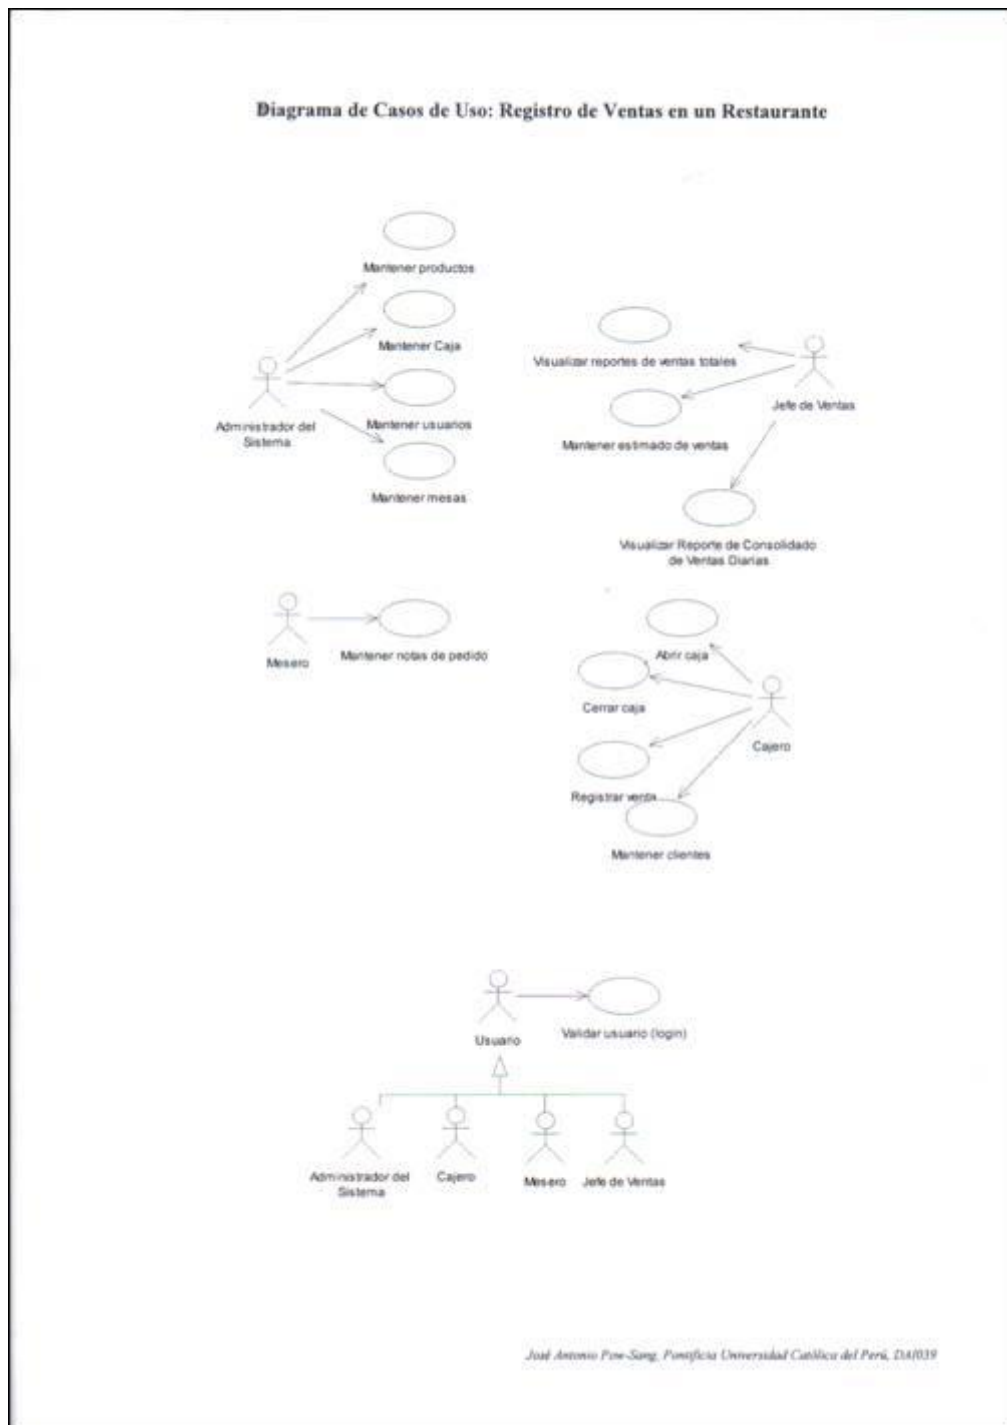 Diagrama de Casos de Uso: Registro de Ventas en un Restaurante
Mantener productos
Mantener Caja
Administrador del
Sistema
Mantener usuarios
Mantener mesas
Visualizar reportes de ventas totales
Jefe de Ventas
Mantener estimado de ventas
Visualizar Reporte de Consolidado
de Ventas Diarias
Mesero
Mantener notas de pedido
Abrir caja
Cerrar caja
Cajero
Registrar venta
Mantener clientes
Usuario
Validar usuario (login)
Administrador del
Sistema
Cajero
Mesero
Jefe de Ventas
José Antonio Pow-Sang, Pontificia Universidad Católica del Perú, DAI039